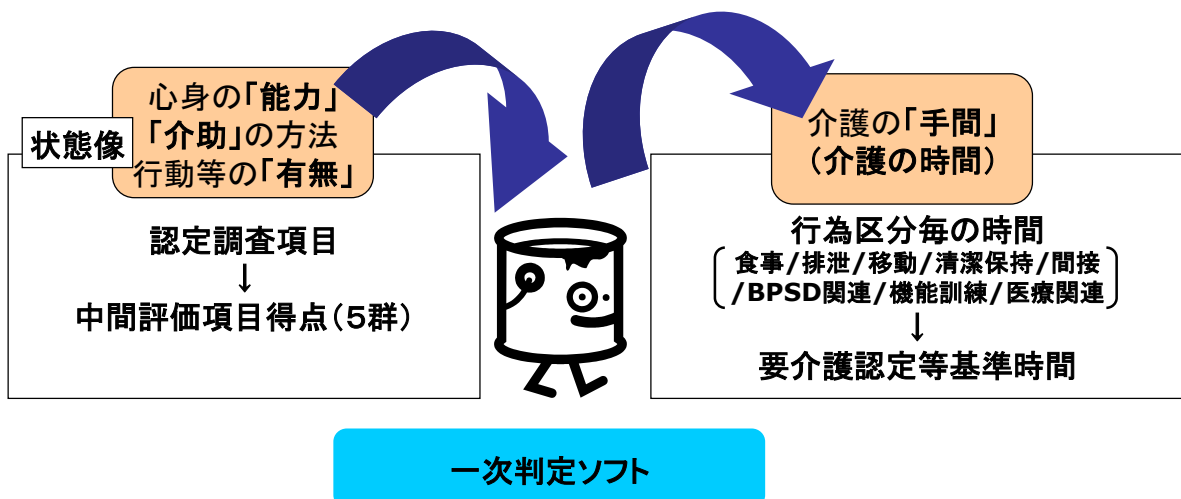 状態像
心身の「能力」
「介助」の方法
行動等の「有無」
認定調査項目
↓
中間評価項目得点(5群)
介護の「手間」
(介護の時間)
行為区分毎の時間
食事/排泄/移動/清潔保持/間接
/BPSD関連/機能訓練/医療関連
↓
要介護認定等基準時間
一次判定ソフト